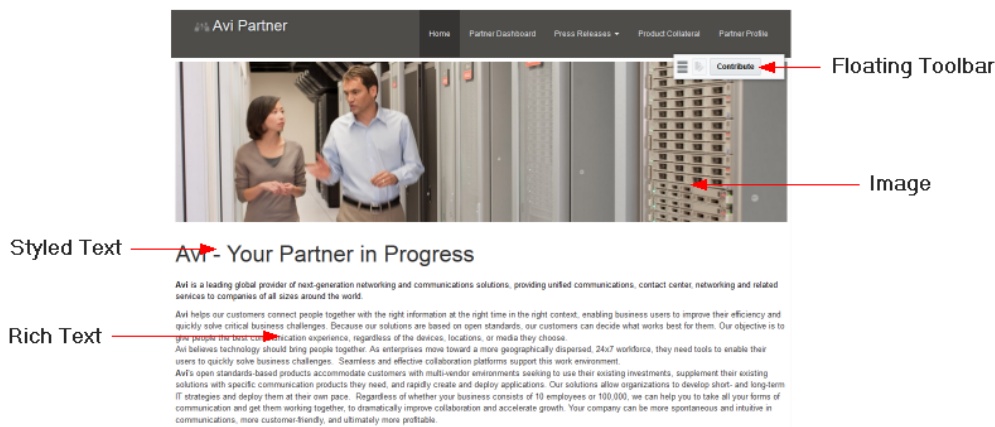 Avi Partner
Home Partner Dashboard Press Releases Product Collateral Partner Profile
Contribute
Floating Toolbar
Image
Styled Text
Avi - Your Partner in Progress
Avi is a leading global provider of next-generation networking and communications solutions, providing unified communications, contact center, networking and related
services to companies of all sizes around the world.
Rich Text
Avi helps our customers connect people together with the right information at the right time in the right context, enabling business users to improve their efficiency and
quickly solve critical business challenges. Because our solutions are based on open standards, our customers can decide what works best for them. Our objective is to
give people the best communication experience, regardless of the devices, locations, or media they choose.
Avi believes technology should bring people together. As enterprises move toward a more geographically dispersed, 24x7 workforce, they need tools to enable their
users to quickly solve business challenges. Seamless and effective collaboration platforms support this work environment.
Avi's open standards-based products accommodate customers with multi-vendor environments seeking to use their existing investments, supplement their existing
solutions with specific communication products they need, and rapidly create and deploy applications. Our solutions allow organizations to develop short- and long-term
IT strategies and deploy them at their own pace. Regardless of whether your business consists of 10 employees or 100,000, we can help you to take all your forms of
communication and get them working together, to dramatically improve collaboration and accelerate growth. Your company can be more spontaneous and intuitive in
communications, more customer-friendly, and ultimately more profitable.